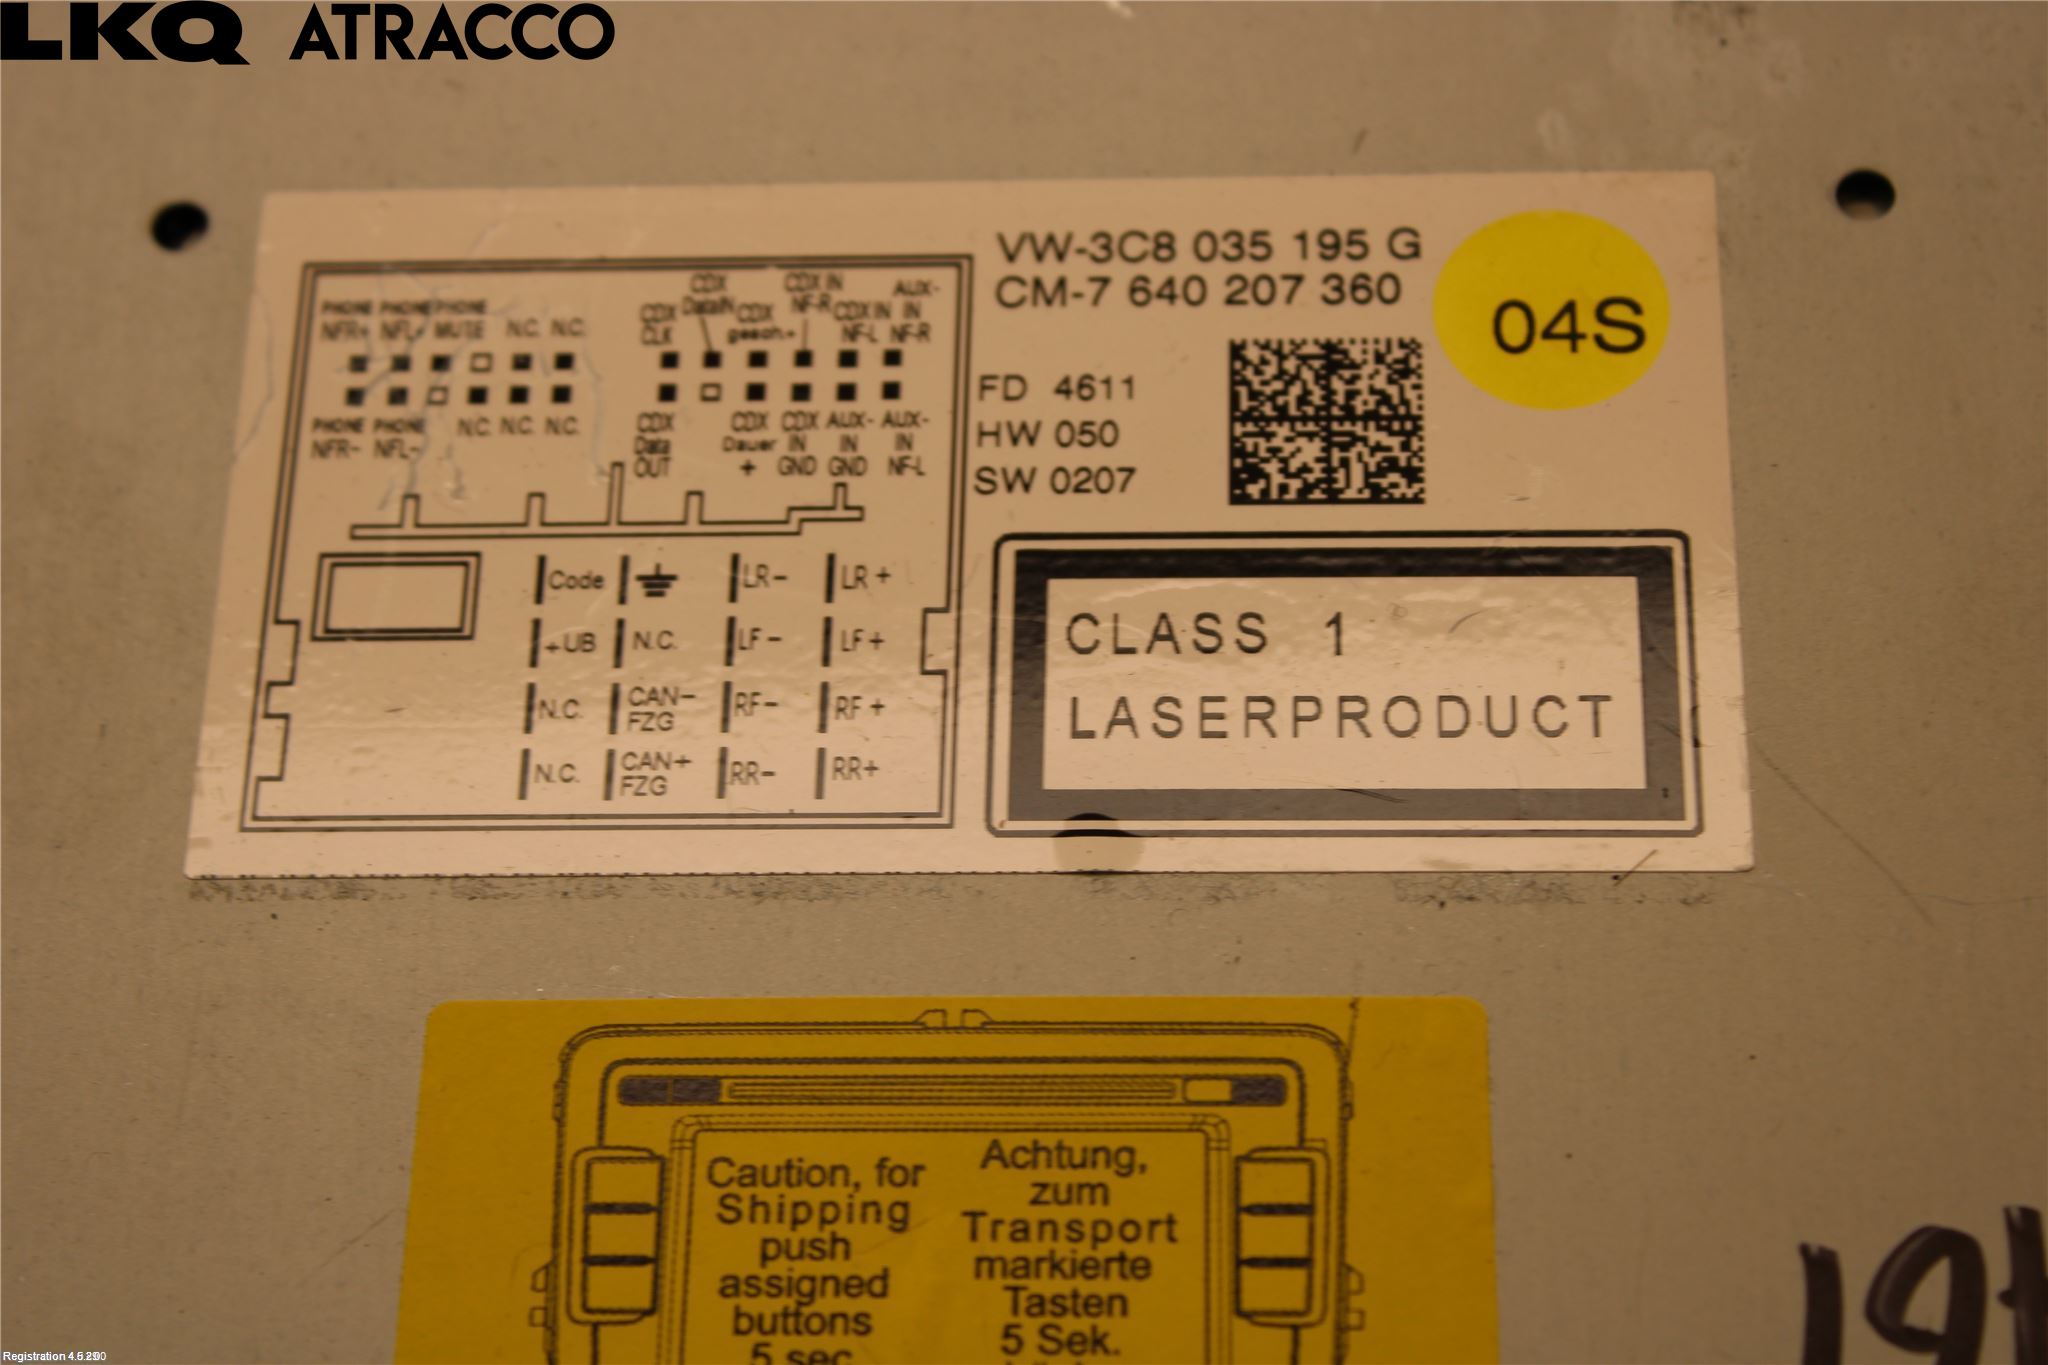 LKQ ATRACCO
VW-3C8 035 195 G
CM-7 640 207 360
04S
FD 4611
HW 050
SW 0207
PHONE PHONE PHONE
NFR+ NFL+ MUTE N.C. N.C.
CDX CLK
CDX DataIN
CDX gesch.+
CDX IN NF-R
CDX IN NF-L
AUX-IN NF-R
PHONE PHONE
NFR- NFL- N.C. N.C. N.C.
CDX Data OUT
CDX Dauer +
CDX IN GND
AUX-IN GND
AUX-IN NF-L
Code LR- LR+
+UB N.C. LF- LF+
N.C. CAN- FZG RF- RF+
N.C. CAN+ FZG RR- RR+
CLASS 1
LASERPRODUCT
Caution, for
Shipping
push
assigned
buttons
5 sec
Achtung,
zum
Transport
markierte
Tasten
5 Sek.